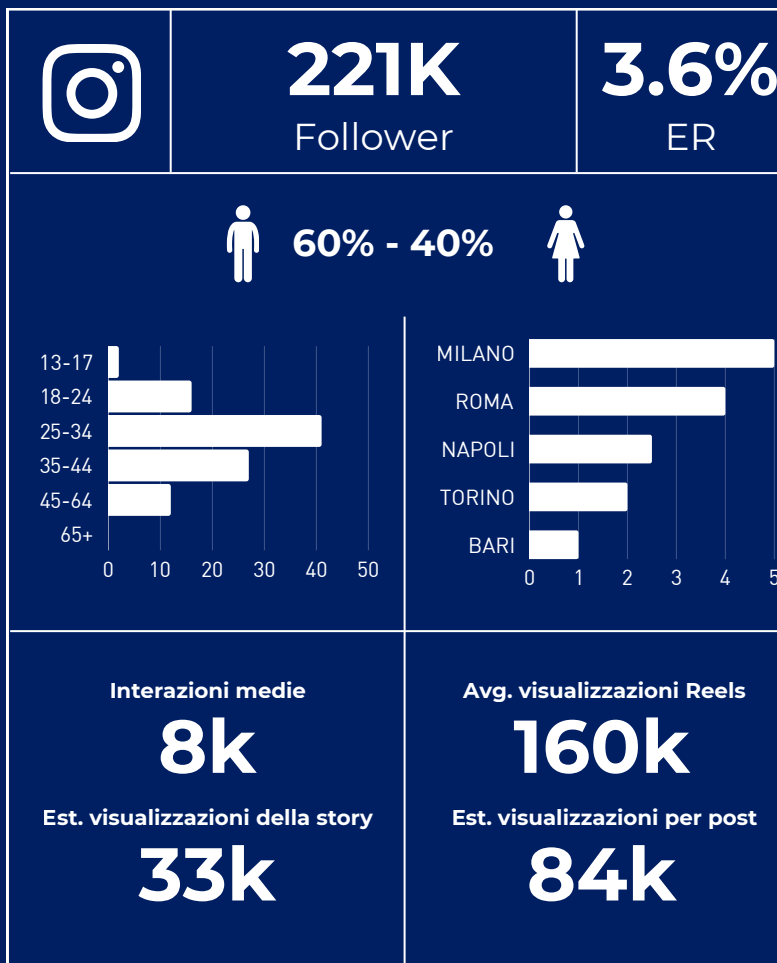 221K
Follower
3.6%
ER
60% - 40%
13-17
18-24
25-34
35-44
45-64
65+
0 10 20 30 40 50
MILANO
ROMA
NAPOLI
TORINO
BARI
0 1 2 3 4 5
Interazioni medie
8k
Est. visualizzazioni della story
33k
Avg. visualizzazioni Reels
160k
Est. visualizzazioni per post
84k